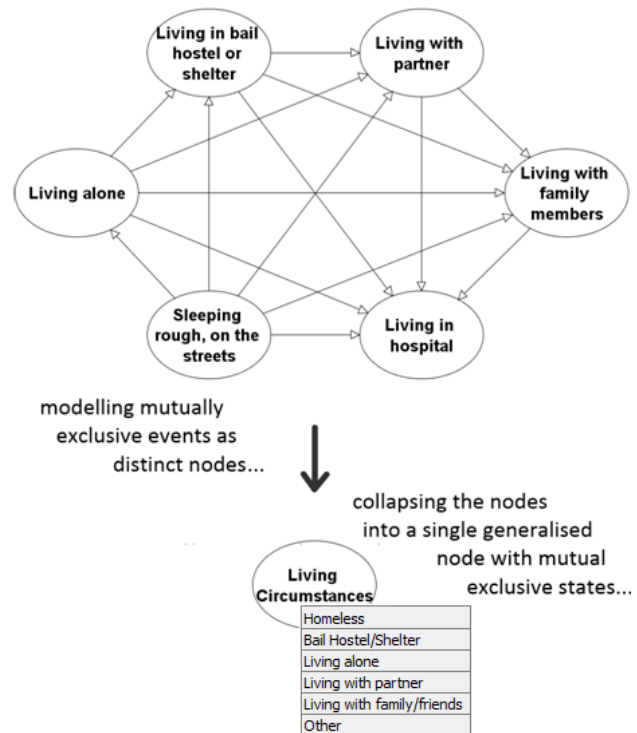 Living in bail
hostel or
shelter
Living with
partner
Living alone
Living with
family
members
Sleeping
rough, on the
streets
Living in
hospital
modelling mutually
exclusive events as
distinct nodes...
collapsing the nodes
into a single generalised
node with mutual
exclusive states...
Living
Circumstances
Homeless
Bail Hostel/Shelter
Living alone
Living with partner
Living with family/friends
Other